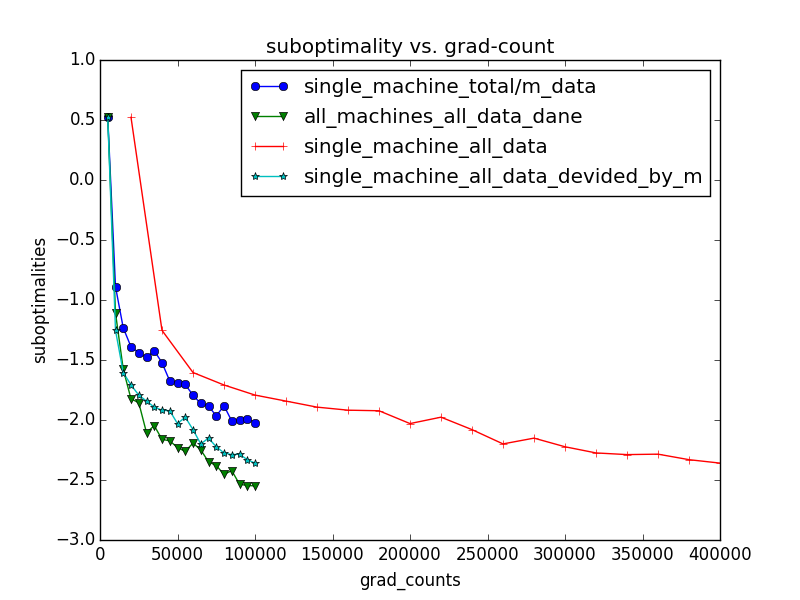 suboptimality vs. grad-count
1.0
0.5
0.0
−0.5
−1.0
−1.5
−2.0
−2.5
−3.0
suboptimalities
single_machine_total/m_data
all_machines_all_data_dane
single_machine_all_data
single_machine_all_data_devided_by_m
0 50000 100000 150000 200000 250000 300000 350000 400000
grad_counts